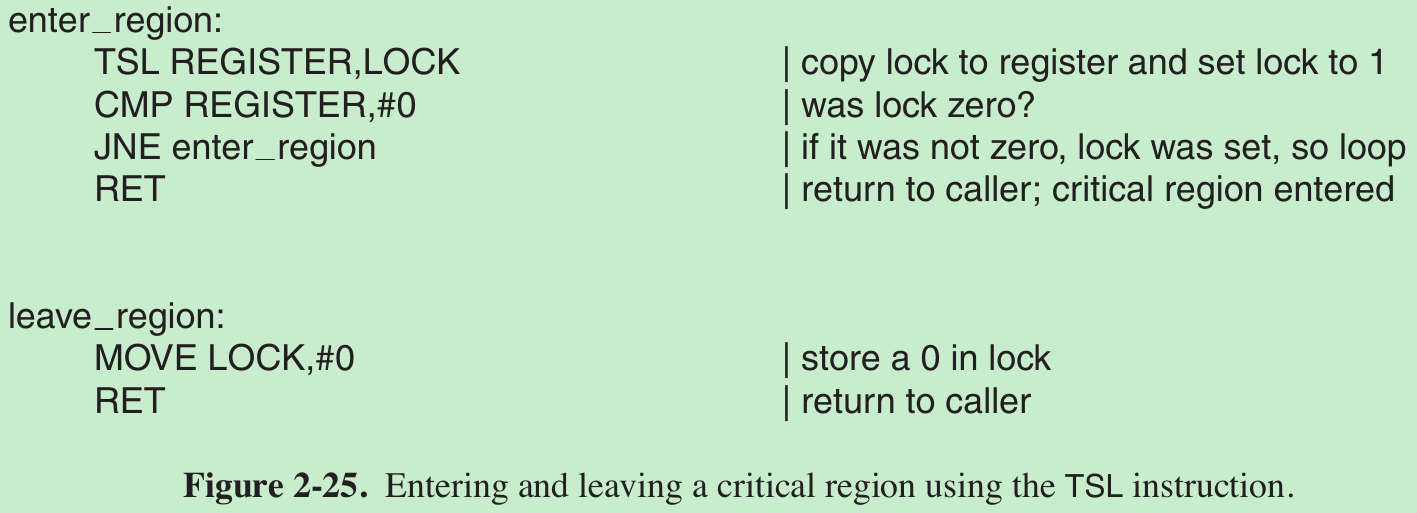 enter_region:
TSL REGISTER,LOCK | copy lock to register and set lock to 1
CMP REGISTER,#0 | was lock zero?
JNE enter_region | if it was not zero, lock was set, so loop
RET | return to caller; critical region entered
leave_region:
MOVE LOCK,#0 | store a 0 in lock
RET | return to caller
Figure 2-25. Entering and leaving a critical region using the TSL instruction.